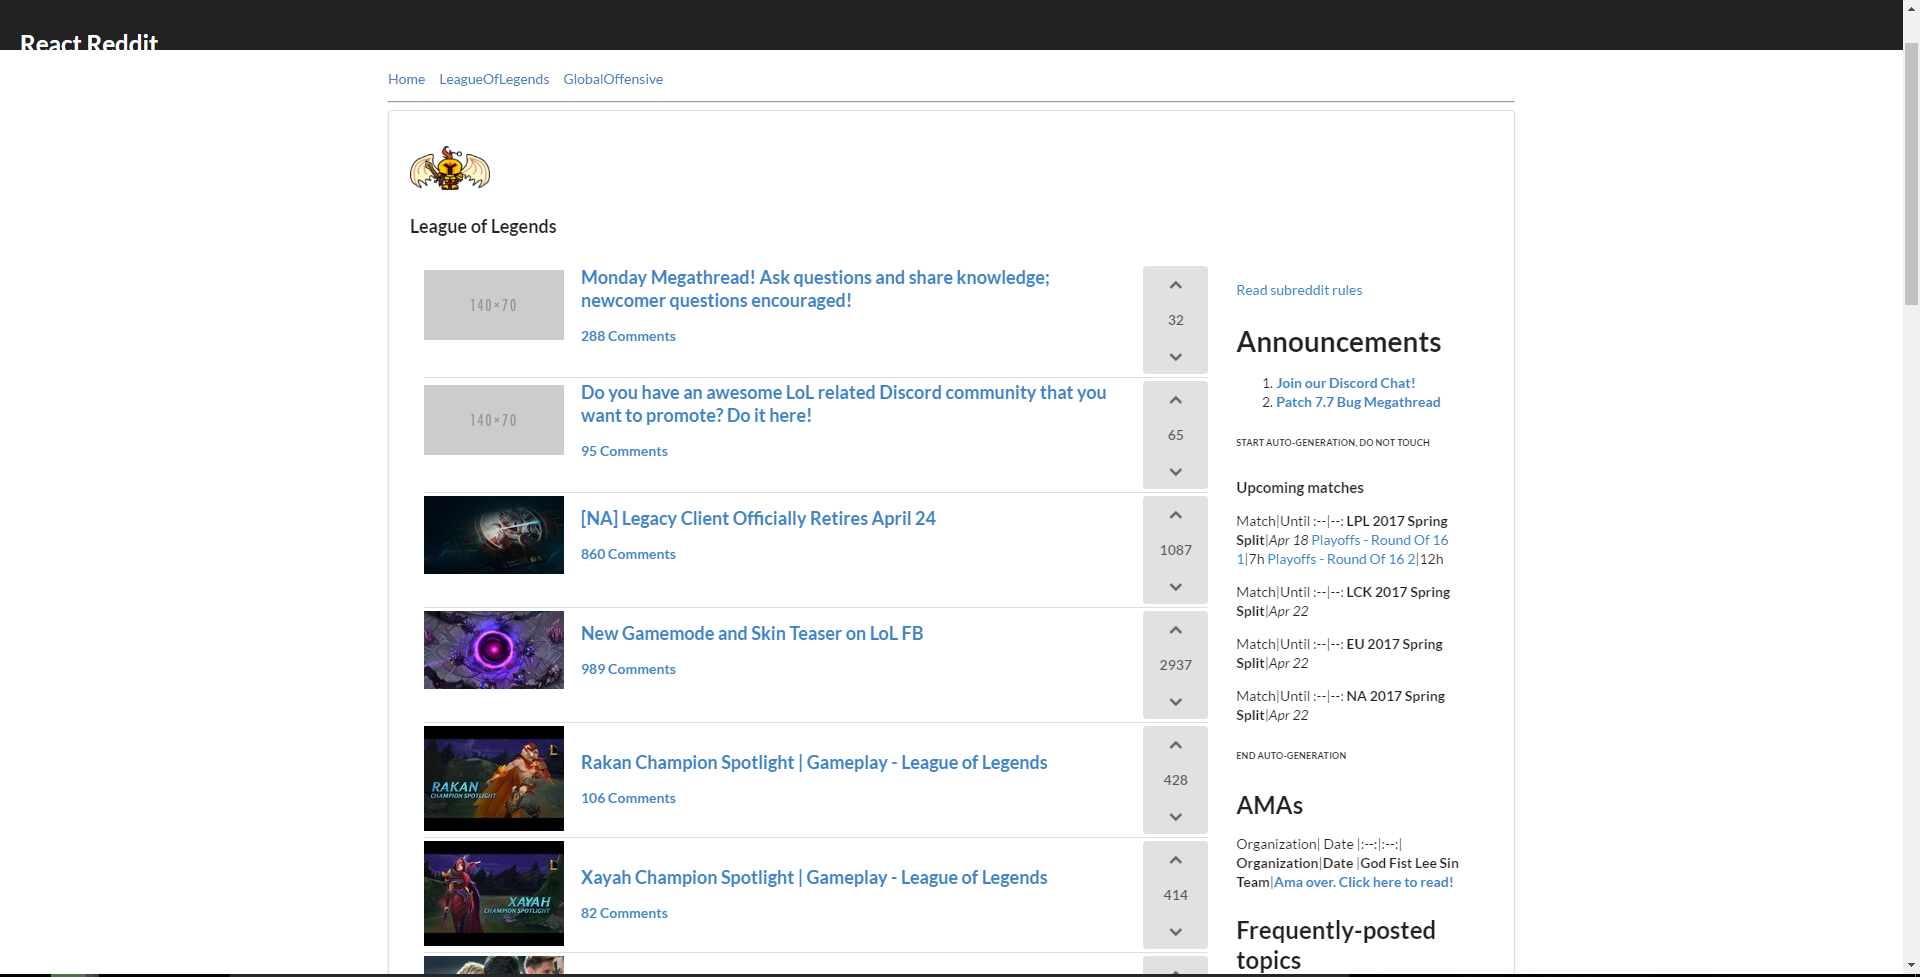 React Reddit
Home LeagueOfLegends GlobalOffensive
League of Legends
140×70
Monday Megathread! Ask questions and share knowledge;
newcomer questions encouraged!
288 Comments
32
140×70
Do you have an awesome LoL related Discord community that you
want to promote? Do it here!
95 Comments
65
[NA] Legacy Client Officially Retires April 24
860 Comments
1087
New Gamemode and Skin Teaser on LoL FB
989 Comments
2937
RAKAN
CHAMPION SPOTLIGHT
L
Rakan Champion Spotlight | Gameplay - League of Legends
106 Comments
428
XAYAH
CHAMPION SPOTLIGHT
L
Xayah Champion Spotlight | Gameplay - League of Legends
82 Comments
414
Read subreddit rules
Announcements
1. Join our Discord Chat!
2. Patch 7.7 Bug Megathread
START AUTO-GENERATION, DO NOT TOUCH
Upcoming matches
Match|Until :--|--: LPL 2017 Spring
Split|Apr 18 Playoffs - Round Of 16
1|7h Playoffs - Round Of 16 2|12h
Match|Until :--|--: LCK 2017 Spring
Split|Apr 22
Match|Until :--|--: EU 2017 Spring
Split|Apr 22
Match|Until :--|--: NA 2017 Spring
Split|Apr 22
END AUTO-GENERATION
AMAs
Organization| Date |:--:|:--:|
Organization|Date |God Fist Lee Sin
Team|Ama over. Click here to read!
Frequently-posted
topics